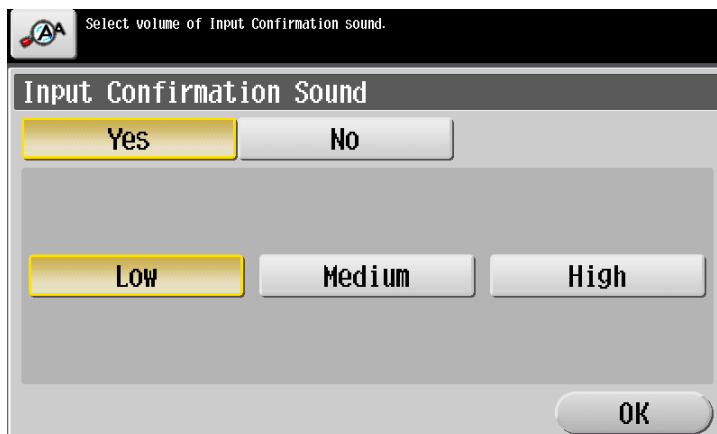 Select volume of Input Confirmation sound.
Input Confirmation Sound
Yes No
Low Medium High
OK